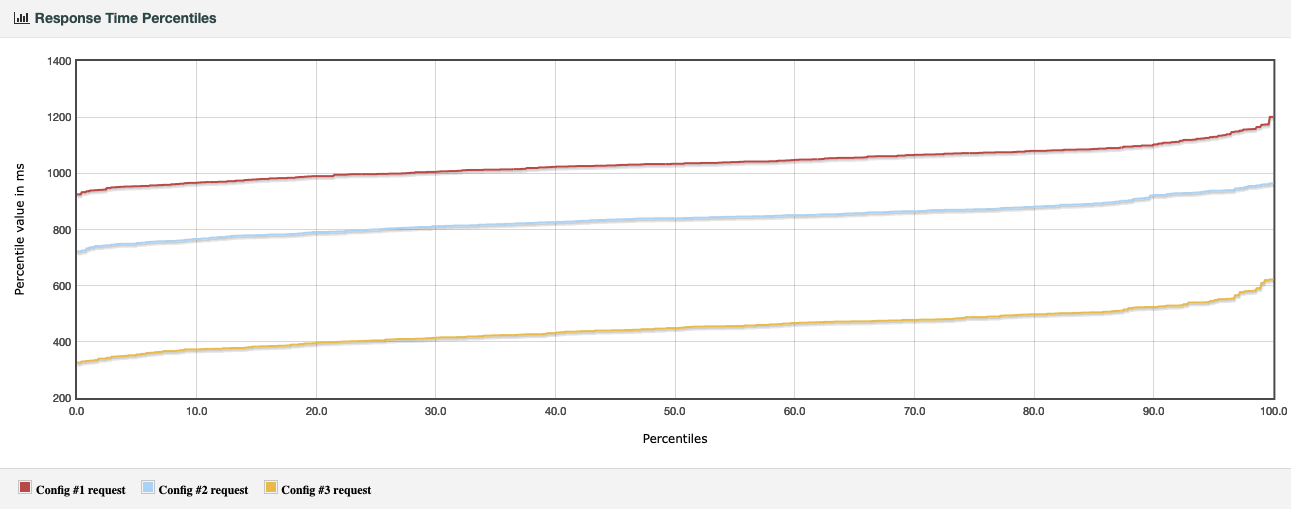 Response Time Percentiles
1400
1200
1000
800
600
400
200
Percentile value in ms
0.0 10.0 20.0 30.0 40.0 50.0 60.0 70.0 80.0 90.0 100.0
Percentiles
Config #1 request Config #2 request Config #3 request